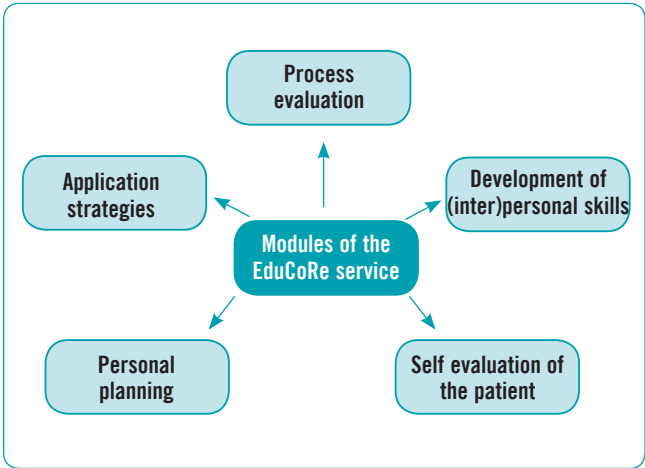 Process
evaluation
Application
strategies
Development of
(inter)personal skills
Modules of the
EduCoRe service
Personal
planning
Self evaluation of
the patient